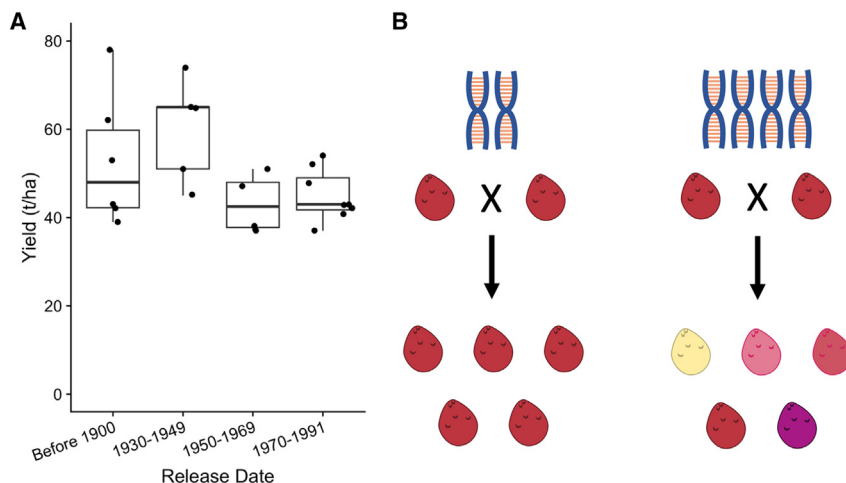 A
B
80
60
40
20
0
Yield (t/ha)
Before 1900
1930-1949
1950-1969
1970-1991
Release Date
X
X